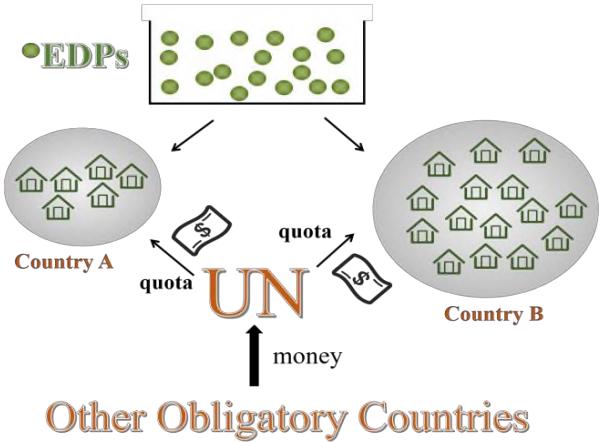 EDPs
Country A
quota
quota
$
$
UN
Country B
money
Other Obligatory Countries